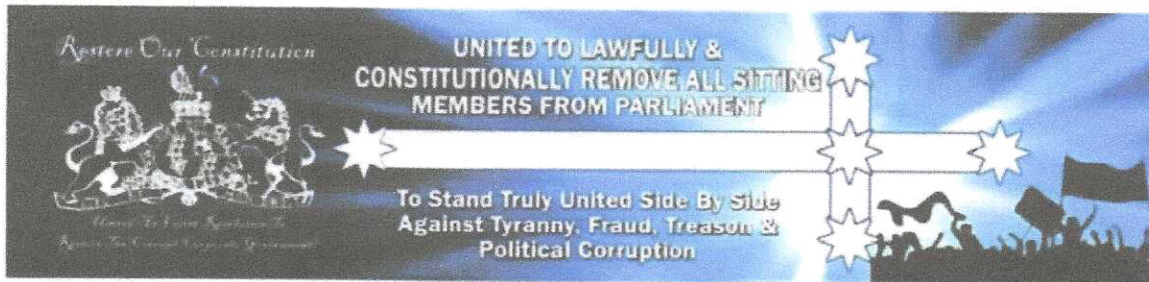 Restore Our Constitution
UNITED TO LAWFULLY &
CONSTITUTIONALLY REMOVE ALL SITTING
MEMBERS FROM PARLIAMENT
To Stand Truly United Side By Side
Against Tyranny, Fraud, Treason &
Political Corruption